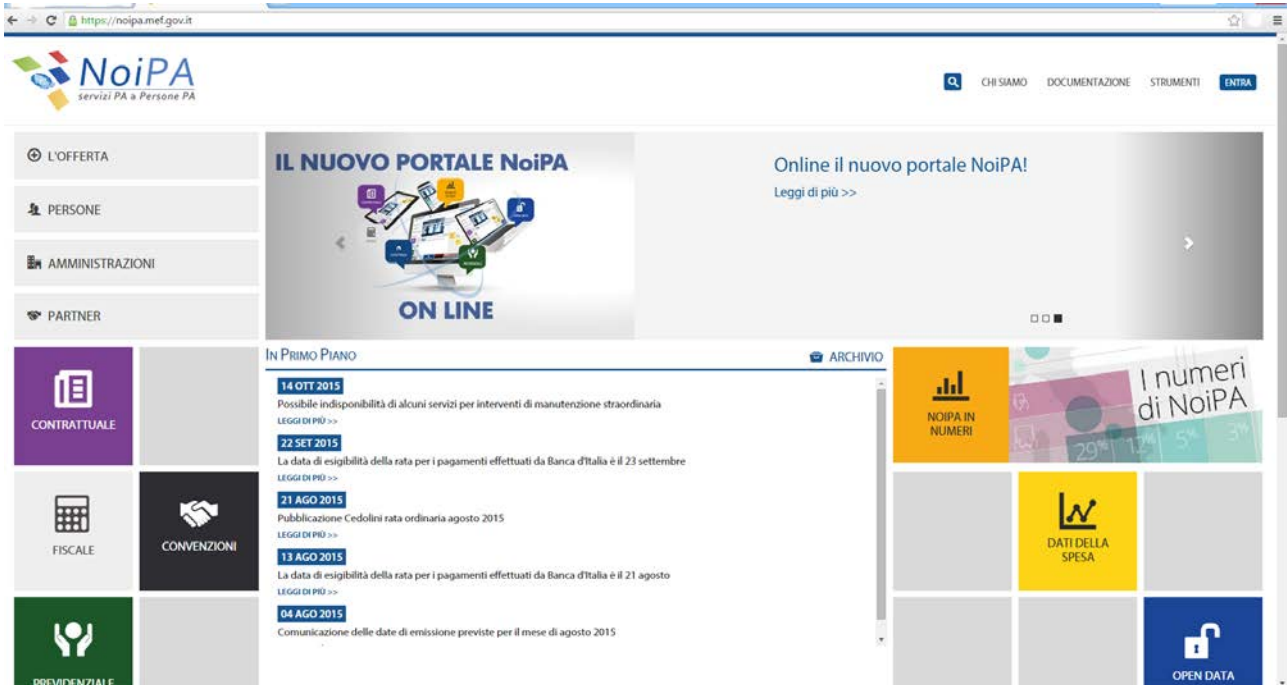 https://noipa.mef.gov.it
NoiPA
servizi PA a Persone PA
CHI SIAMO
DOCUMENTAZIONE
STRUMENTI
ENTRA
L'OFFERTA
PERSONE
AMMINISTRAZIONI
PARTNER
IL NUOVO PORTALE NoiPA
ON LINE
Online il nuovo portale NoiPA!
Leggi di più >>
CONTRATTUALE
FISCALE
CONVENZIONI
PREVIDENZIALE
IN PRIMO PIANO
ARCHIVIO
14 OTT 2015
Possibile indisponibilità di alcuni servizi per interventi di manutenzione straordinaria
LEGGI DI PIÙ >>
22 SET 2015
La data di esigibilità della rata per i pagamenti effettuati da Banca d'Italia è il 23 settembre
LEGGI DI PIÙ >>
21 AGO 2015
Pubblicazione Cedolini rata ordinaria agosto 2015
LEGGI DI PIÙ >>
13 AGO 2015
La data di esigibilità della rata per i pagamenti effettuati da Banca d'Italia è il 21 agosto
LEGGI DI PIÙ >>
04 AGO 2015
Comunicazione delle date di emissione previste per il mese di agosto 2015
NOIPA IN
NUMERI
I numeri
di NoiPA
29% 12% 5% 3%
DATI DELLA
SPESA
OPEN DATA